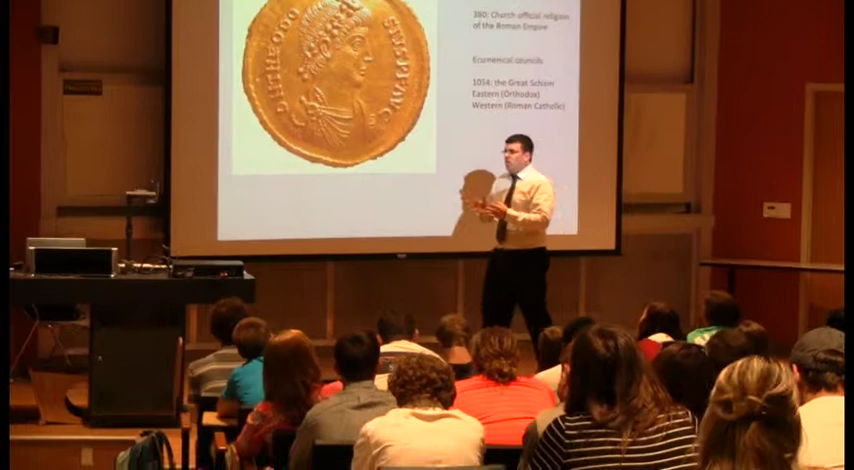 380: Church official religion
of the Roman Empire
Ecumenical councils
1054: the Great Schism
Eastern (Orthodox)
Western (Roman Catholic)